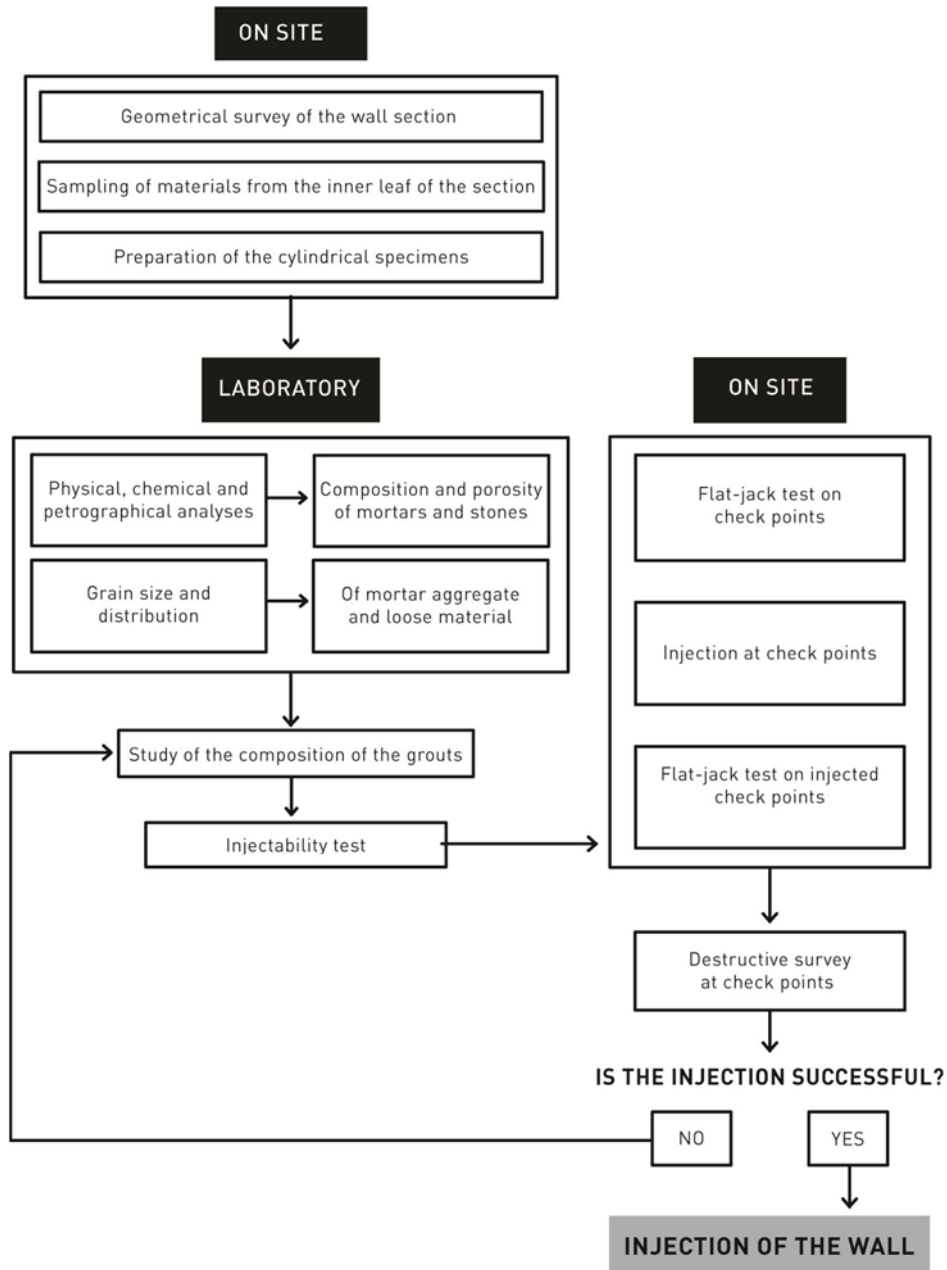 ON SITE
Geometrical survey of the wall section
Sampling of materials from the inner leaf of the section
Preparation of the cylindrical specimens
LABORATORY
Physical, chemical and
petrographical analyses
Composition and porosity
of mortars and stones
Grain size and
distribution
Of mortar aggregate
and loose material
Study of the composition of the grouts
Injectability test
ON SITE
Flat-jack test on
check points
Injection at check points
Flat-jack test on injected
check points
Destructive survey
at check points
IS THE INJECTION SUCCESSFUL?
NO
YES
INJECTION OF THE WALL